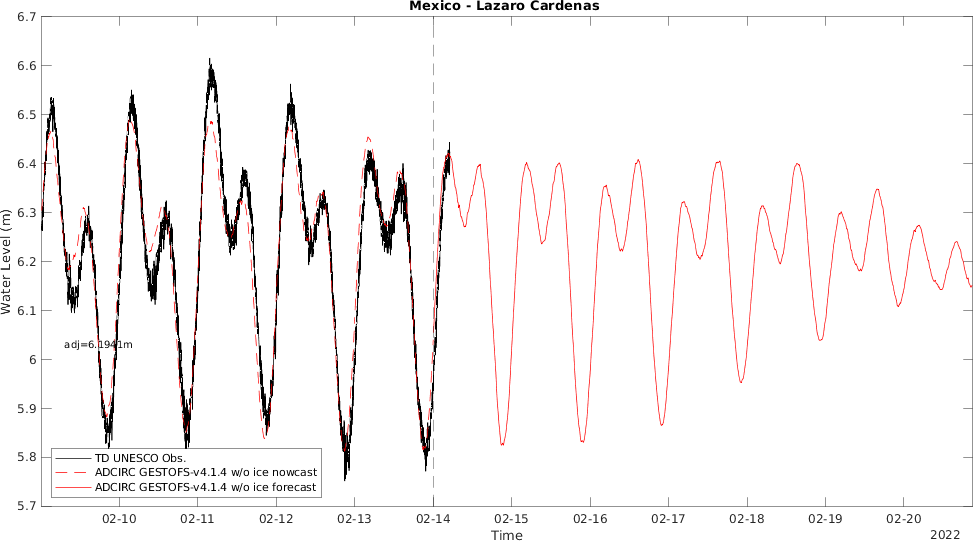 Mexico - Lazaro Cardenas
Water Level (m)
6.7
6.6
6.5
6.4
6.3
6.2
6.1
6
5.9
5.8
5.7
adj=6.1941m
TD UNESCO Obs.
ADCIRC GESTOFS-v4.1.4 w/o ice nowcast
ADCIRC GESTOFS-v4.1.4 w/o ice forecast
02-10 02-11 02-12 02-13 02-14 02-15 02-16 02-17 02-18 02-19 02-20
Time
2022